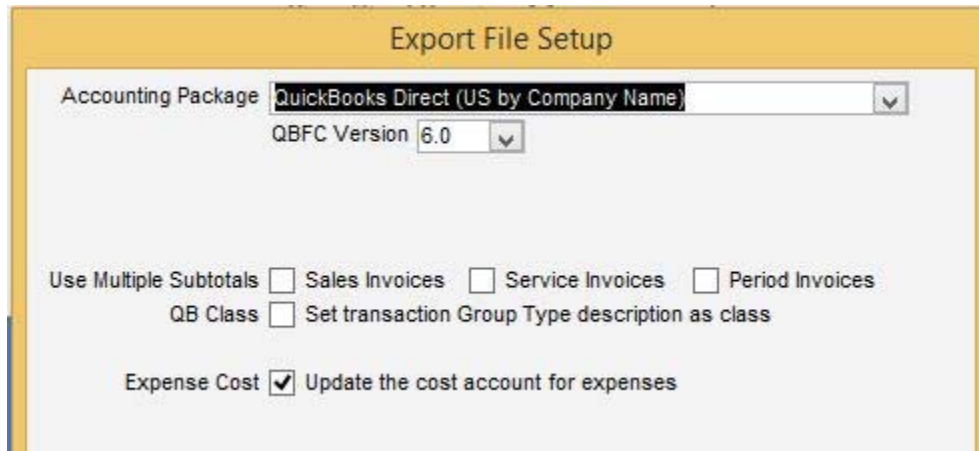 Export File Setup
Accounting Package QuickBooks Direct (US by Company Name)
QBFC Version 6.0
Use Multiple Subtotals Sales Invoices Service Invoices Period Invoices
QB Class Set transaction Group Type description as class
Expense Cost Update the cost account for expenses